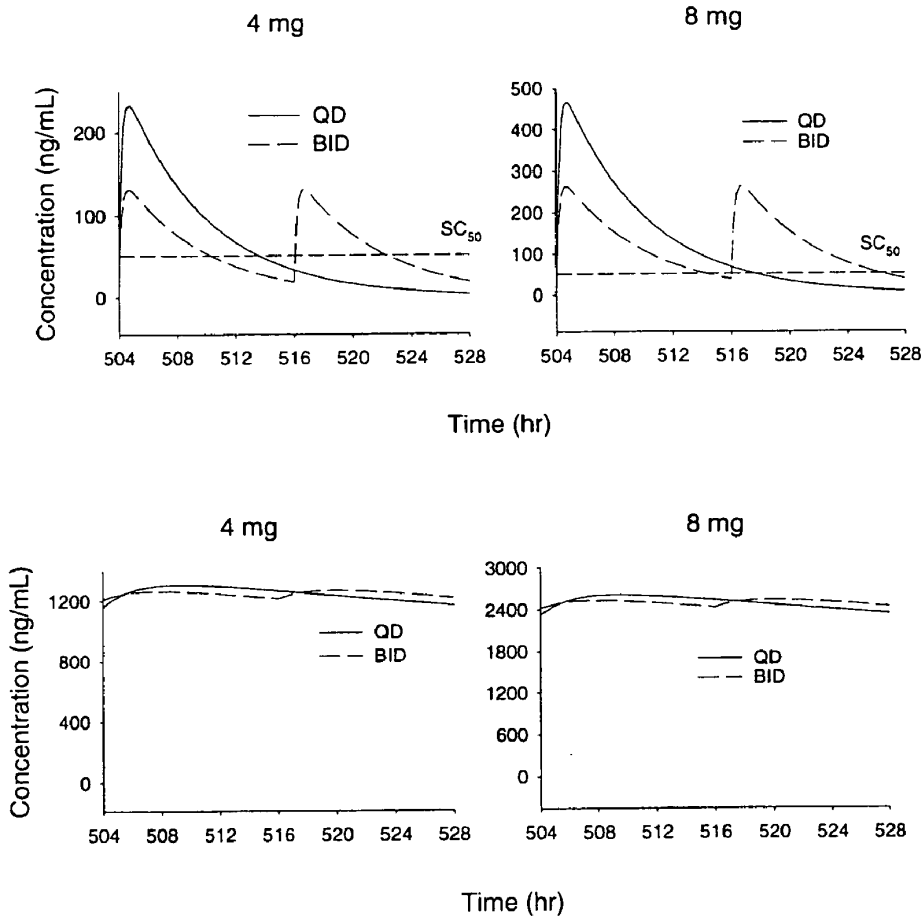 4 mg
8 mg
Concentration (ng/mL)
200
100
0
QD
BID
SC50
504 508 512 516 520 524 528
500
400
300
200
100
0
QD
BID
SC50
504 508 512 516 520 524 528
Time (hr)
4 mg
8 mg
Concentration (ng/mL)
1200
800
400
0
QD
BID
504 508 512 516 520 524 528
3000
2400
1800
1200
600
0
QD
BID
504 508 512 516 520 524 528
Time (hr)